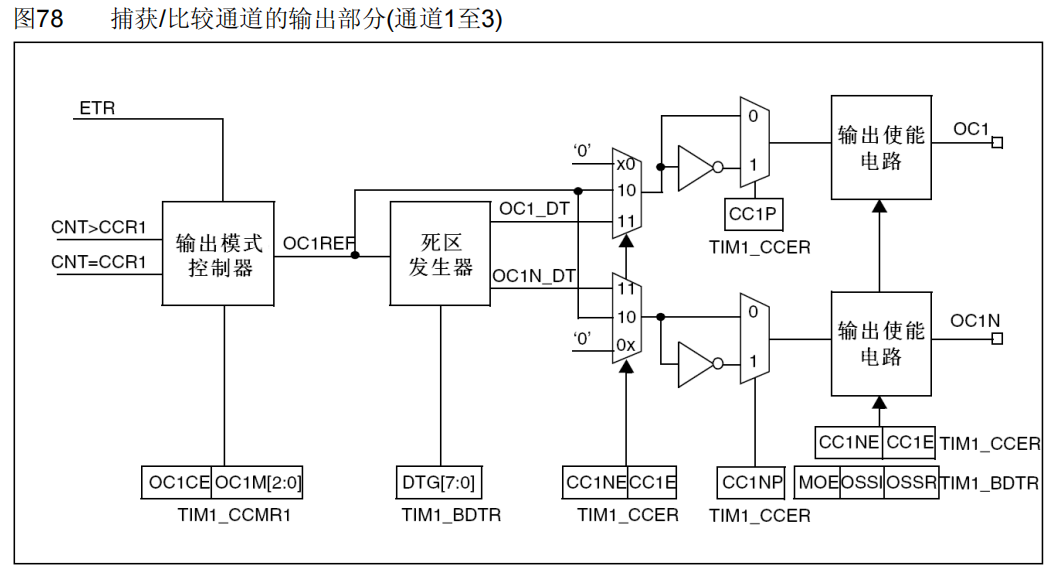 图78 捕获/比较通道的输出部分(通道1至3)
ETR
CNT>CCR1
CNT=CCR1
输出模式
控制器
OC1REF
死区
发生器
OC1_DT
OC1N_DT
'0'
x0
10
11
11
10
'0'
0x
0
1
CC1P
TIM1_CCER
0
1
输出使能
电路
OC1
输出使能
电路
OC1N
OC1CE OC1M[2:0]
TIM1_CCMR1
DTG[7:0]
TIM1_BDTR
CC1NE CC1E
TIM1_CCER
CC1NP
TIM1_CCER
CC1NE CC1E TIM1_CCER
MOE OSSI OSSR TIM1_BDTR